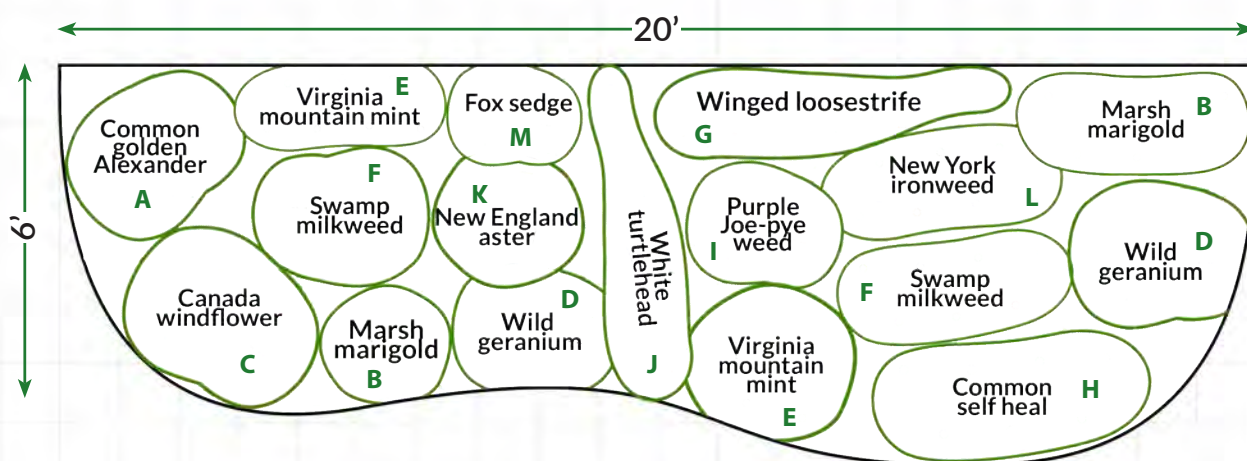 20’
6’
Common
golden
Alexander
A
Virginia
mountain mint
E
Fox sedge
M
Winged loosestrife
G
Marsh
marigold
B
Swamp
milkweed
F
K
New England
aster
White
turtlehead
J
Purple
Joe-pye
weed
I
New York
ironweed
L
Wild
geranium
D
Canada
windflower
C
Marsh
marigold
B
Wild
geranium
D
Virginia
mountain
mint
E
Swamp
milkweed
F
Common
self heal
H